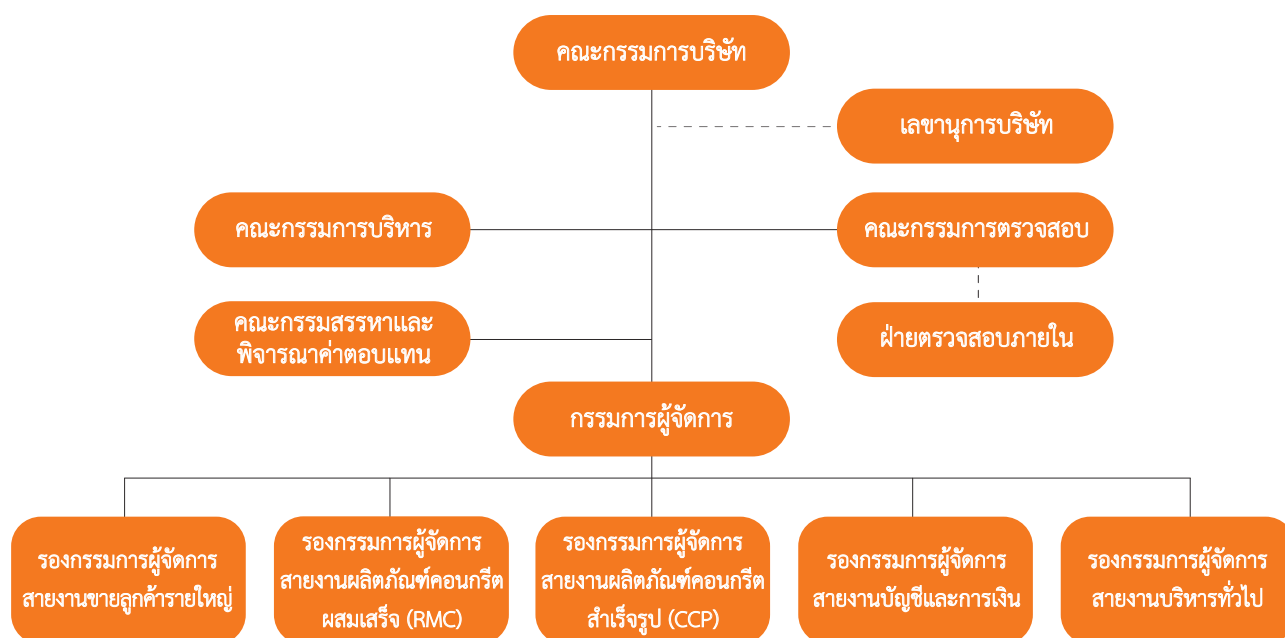 คณะกรรมการบริษัท
เลขานุการบริษัท
คณะกรรมการบริหาร
คณะกรรมการตรวจสอบ
คณะกรรมสรรหาและ
พิจารณาค่าตอบแทน
ฝ่ายตรวจสอบภายใน
กรรมการผู้จัดการ
รองกรรมการผู้จัดการ
สายงานขายลูกค้ารายใหญ่
รองกรรมการผู้จัดการ
สายงานผลิตภัณฑ์คอนกรีต
ผสมเสร็จ (RMC)
รองกรรมการผู้จัดการ
สายงานผลิตภัณฑ์คอนกรีต
สำเร็จรูป (CCP)
รองกรรมการผู้จัดการ
สายงานบัญชีและการเงิน
รองกรรมการผู้จัดการ
สายงานบริหารทั่วไป